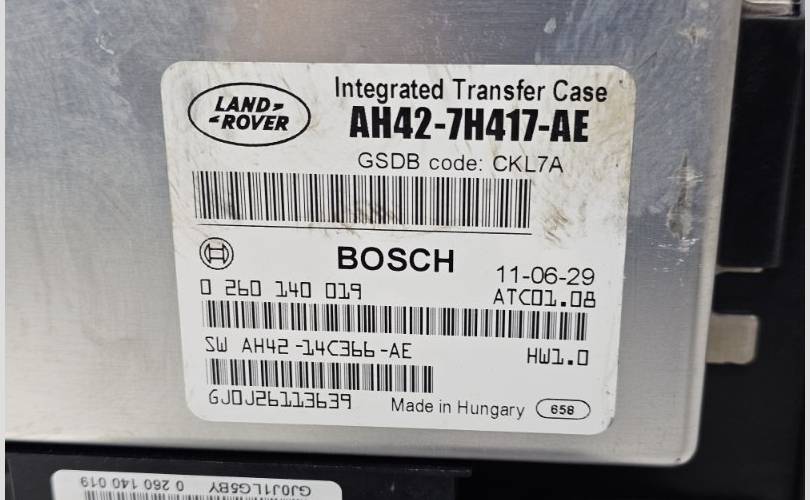 LAND ROVER
Integrated Transfer Case
AH42-7H417-AE
GSDB code: CKL7A
BOSCH
11-06-29
0 260 140 019
ATC01.08
SW AH42-14C366-AE
HW1.0
GJ0J26113639
Made in Hungary
658
GJ0J1LG5BY 0 260 140 019